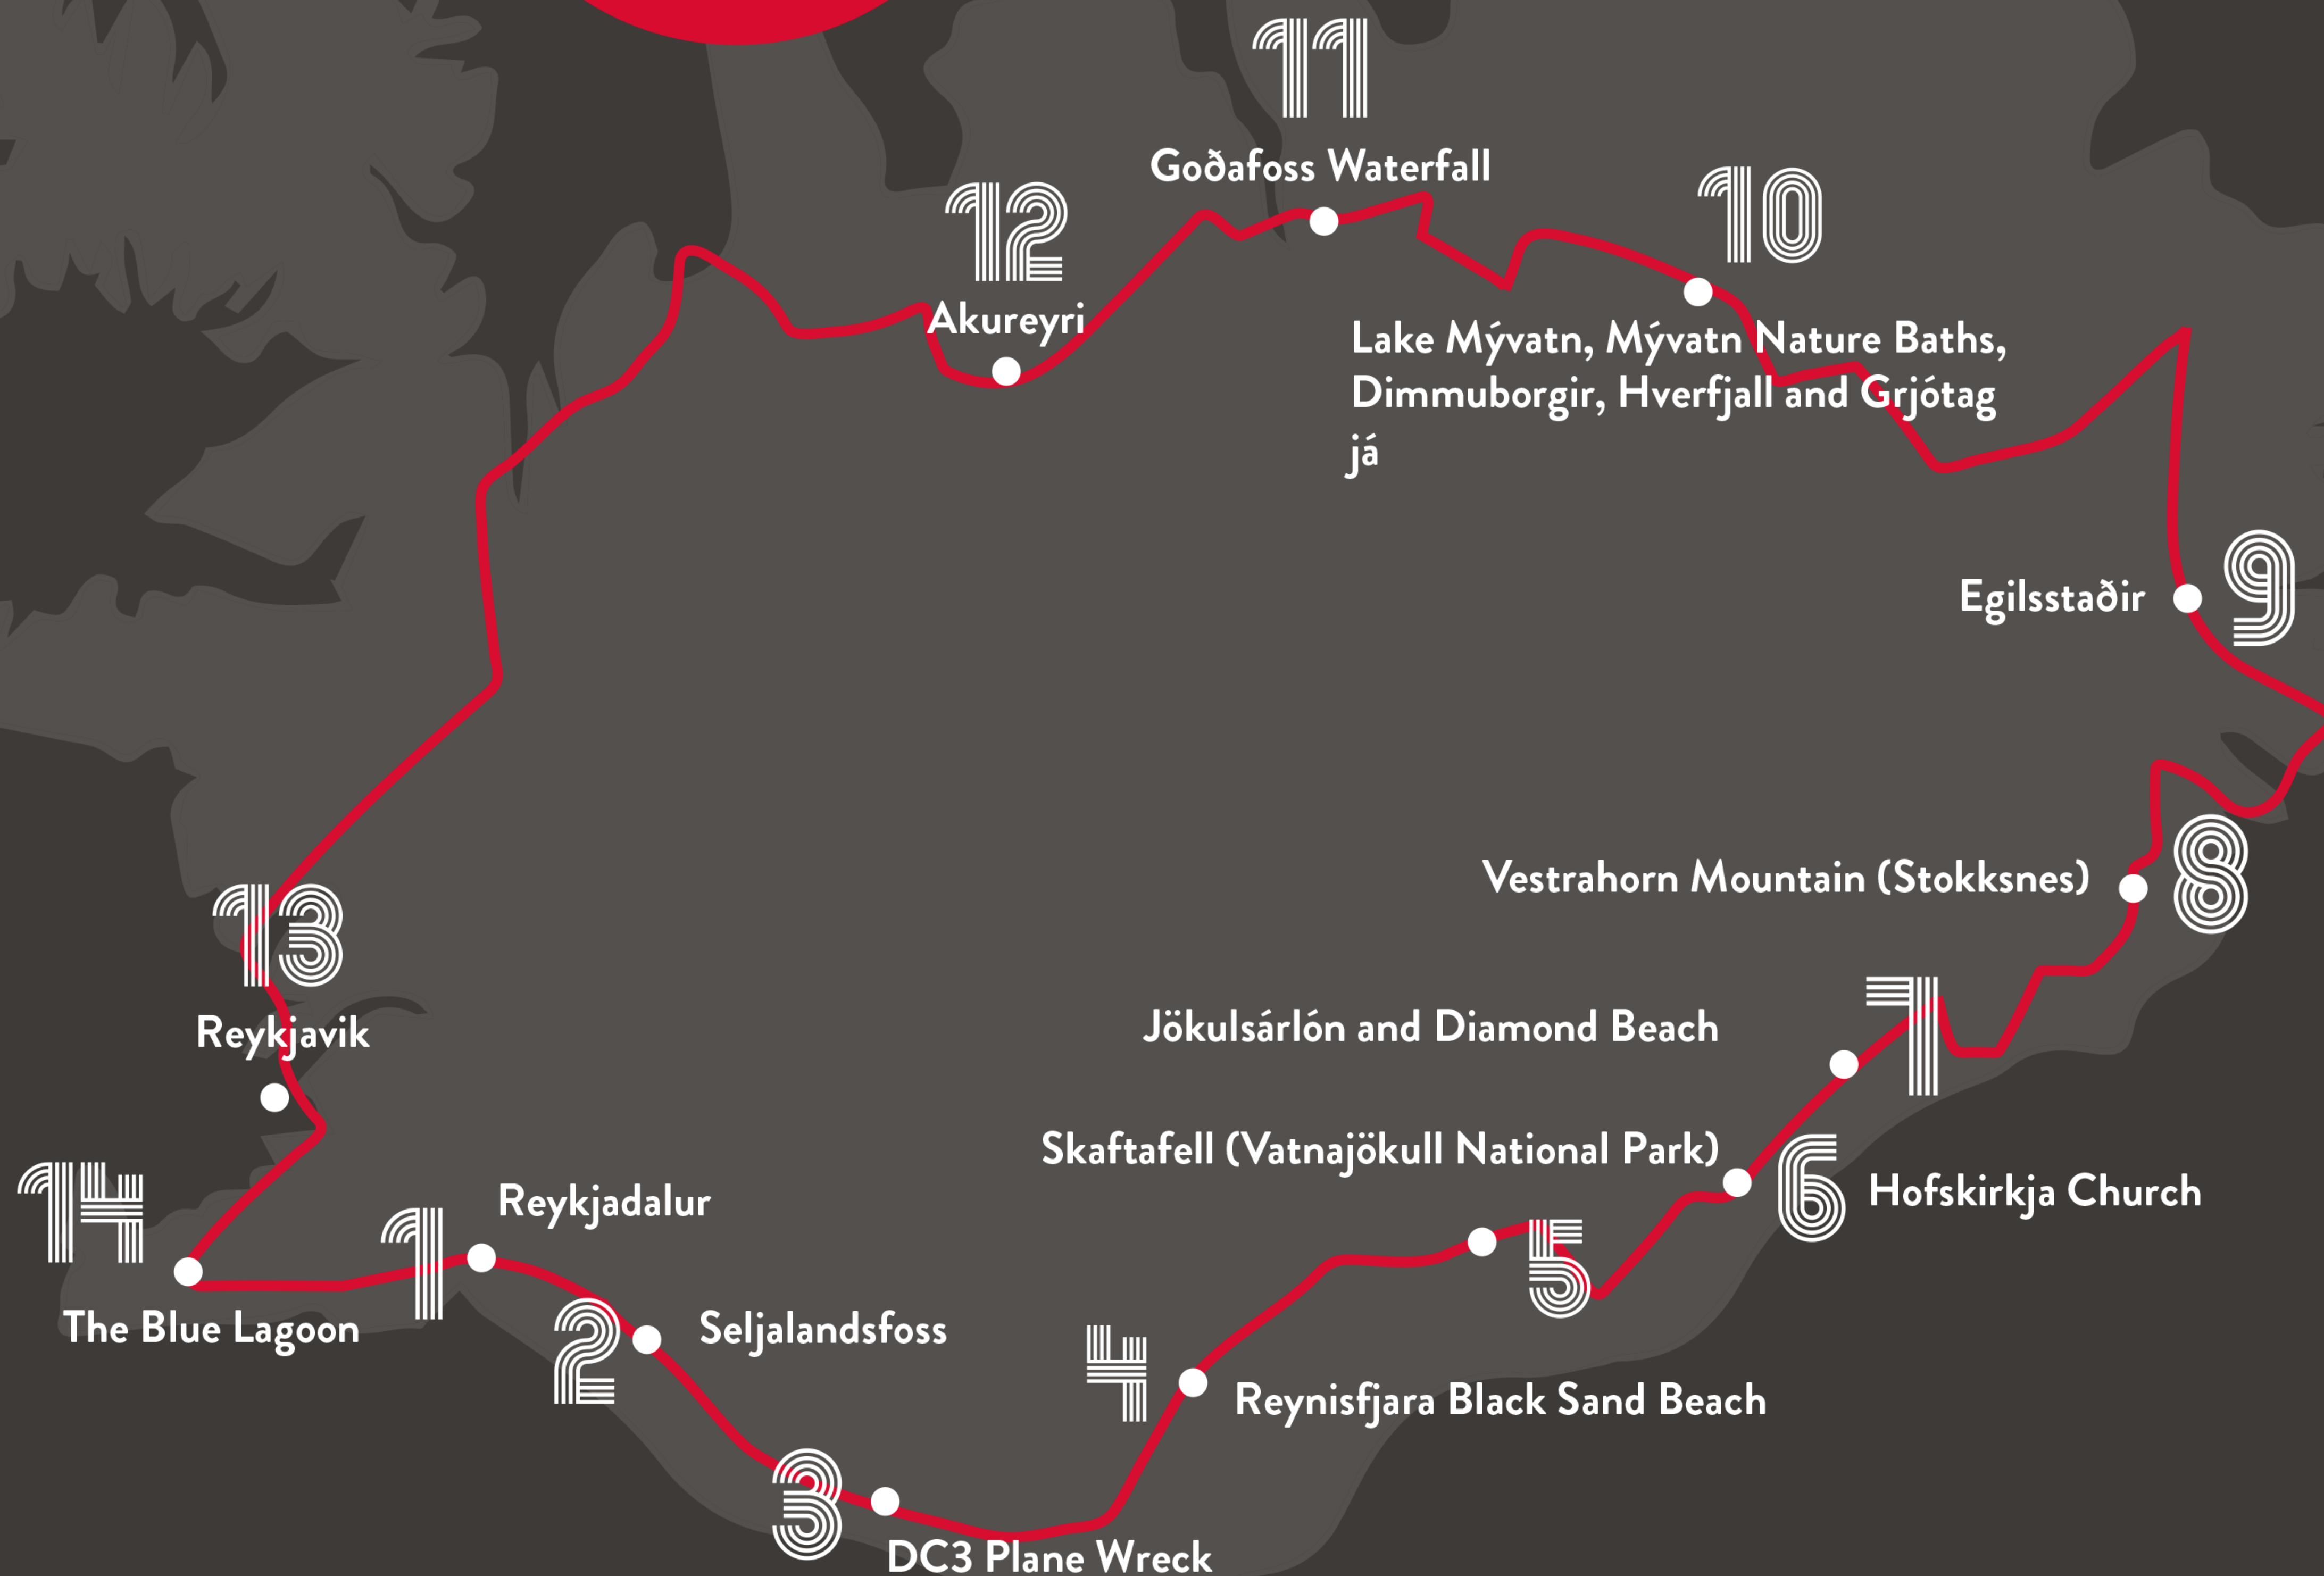 11
Goðafoss Waterfall
12
Akureyri
10
Lake Mývatn, Mývatn Nature Baths,
Dimmuborgir, Hverfjall and Grjótag
já
Egilsstaðir
9
Vestrahorn Mountain (Stokksnes)
8
13
Reykjavik
Jökulsárlón and Diamond Beach
7
Skaftafell (Vatnajökull National Park)
6
Hofskirkja Church
14
The Blue Lagoon
1
Reykjadalur
5
2
Seljalandsfoss
4
Reynisfjara Black Sand Beach
3
DC3 Plane Wreck